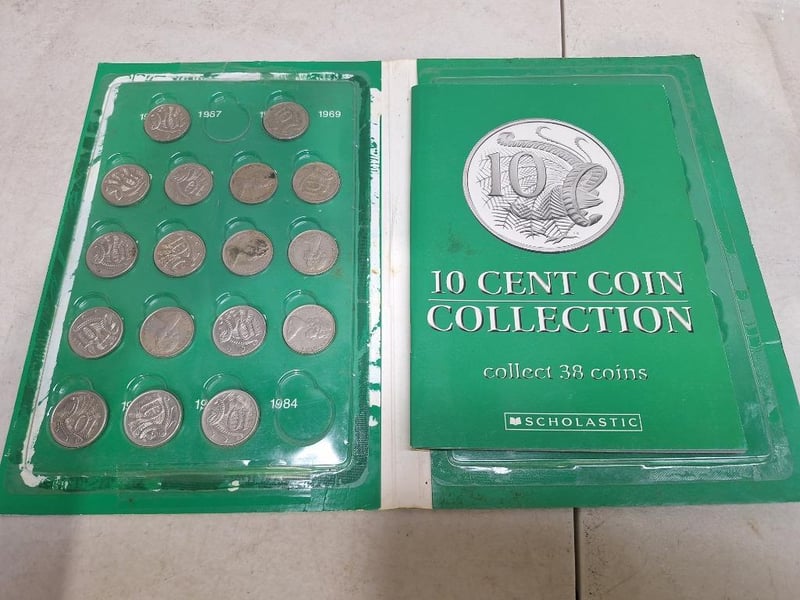 1967
1969
1984
10
10 CENT COIN
COLLECTION
collect 38 coins
SCHOLASTIC